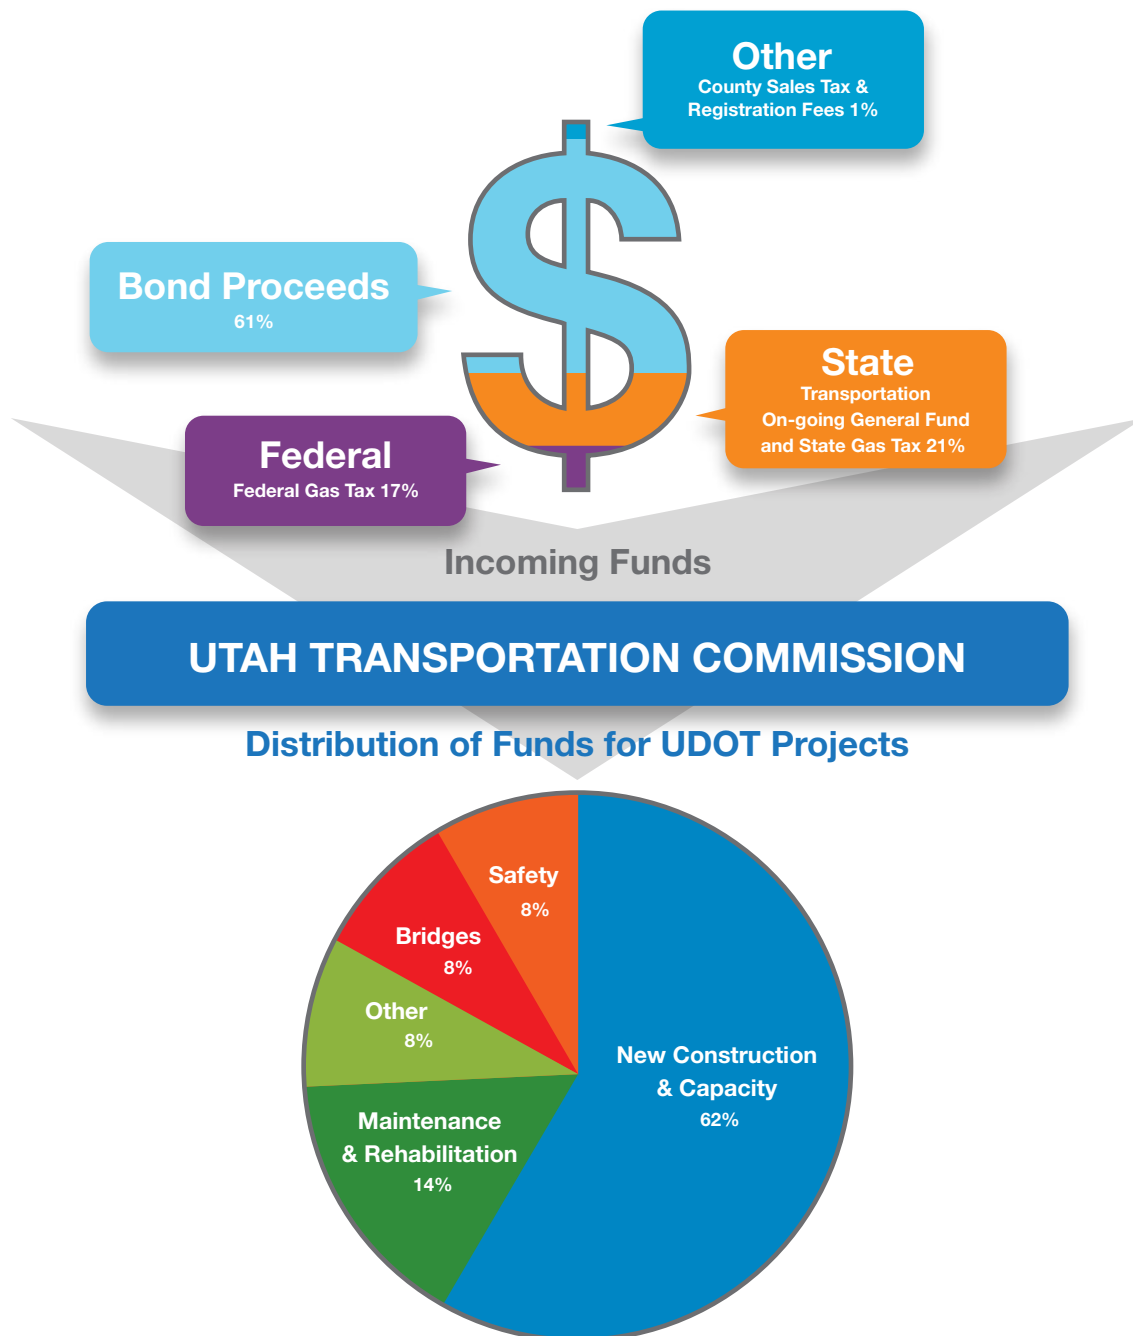 Other
County Sales Tax &
Registration Fees 1%
Bond Proceeds
61%
State
Transportation
On-going General Fund
and State Gas Tax 21%
Federal
Federal Gas Tax 17%
Incoming Funds
UTAH TRANSPORTATION COMMISSION
Distribution of Funds for UDOT Projects
Safety
8%
Bridges
8%
Other
8%
New Construction
& Capacity
62%
Maintenance
& Rehabilitation
14%